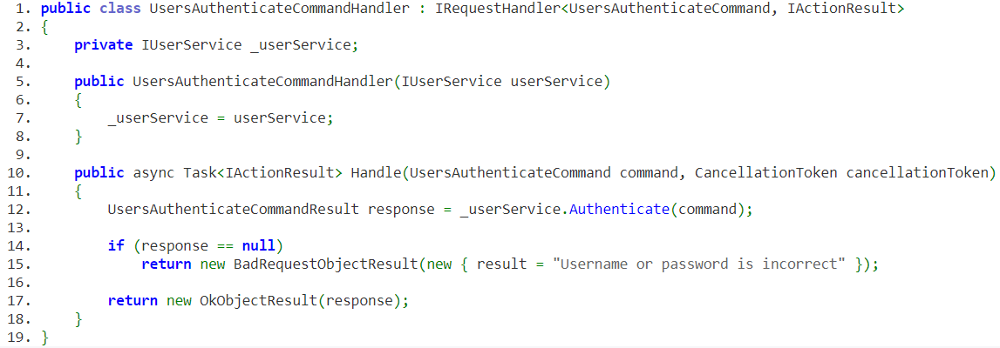 1. public class UsersAuthenticateCommandHandler : IRequestHandler<UsersAuthenticateCommand, IActionResult>
2. {
3.     private IUserService _userService;
4.
5.     public UsersAuthenticateCommandHandler(IUserService userService)
6.     {
7.         _userService = userService;
8.     }
9.
10.     public async Task<IActionResult> Handle(UsersAuthenticateCommand command, CancellationToken cancellationToken)
11.     {
12.         UsersAuthenticateCommandResult response = _userService.Authenticate(command);
13.
14.         if (response == null)
15.             return new BadRequestObjectResult(new { result = "Username or password is incorrect" });
16.
17.         return new OkObjectResult(response);
18.     }
19. }